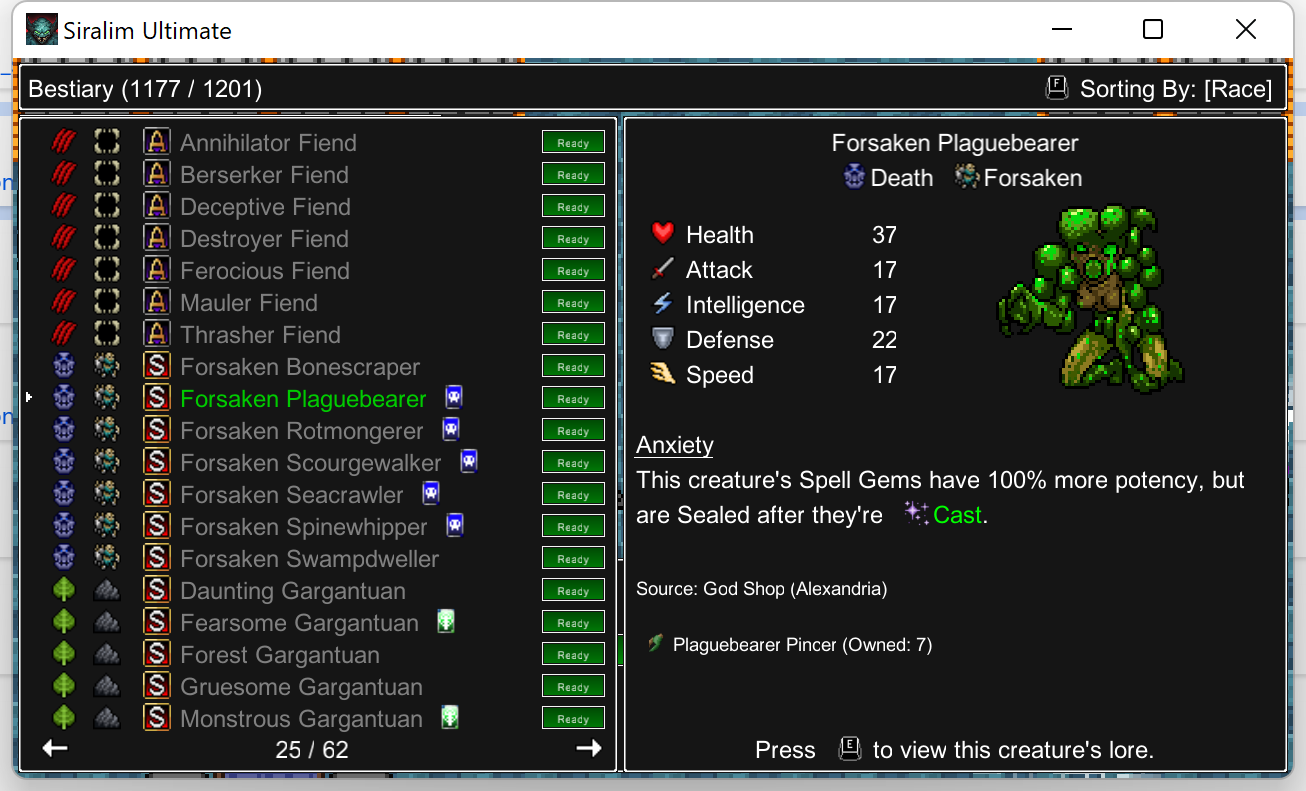 Siralim Ultimate
Bestiary (1177 / 1201)
F Sorting By: [Race]
A Annihilator Fiend Ready
A Berserker Fiend Ready
A Deceptive Fiend Ready
A Destroyer Fiend Ready
A Ferocious Fiend Ready
A Mauler Fiend Ready
A Thrasher Fiend Ready
S Forsaken Bonescraper Ready
S Forsaken Plaguebearer Ready
S Forsaken Rotmongerer Ready
S Forsaken Scourgewalker Ready
S Forsaken Seacrawler Ready
S Forsaken Spinewhipper Ready
S Forsaken Swampdweller Ready
S Daunting Gargantuan Ready
S Fearsome Gargantuan Ready
S Forest Gargantuan Ready
S Gruesome Gargantuan Ready
S Monstrous Gargantuan Ready
25 / 62
Forsaken Plaguebearer
Death Forsaken
Health 37
Attack 17
Intelligence 17
Defense 22
Speed 17
Anxiety
This creature's Spell Gems have 100% more potency, but
are Sealed after they're Cast.
Source: God Shop (Alexandria)
Plaguebearer Pincer (Owned: 7)
Press E to view this creature's lore.